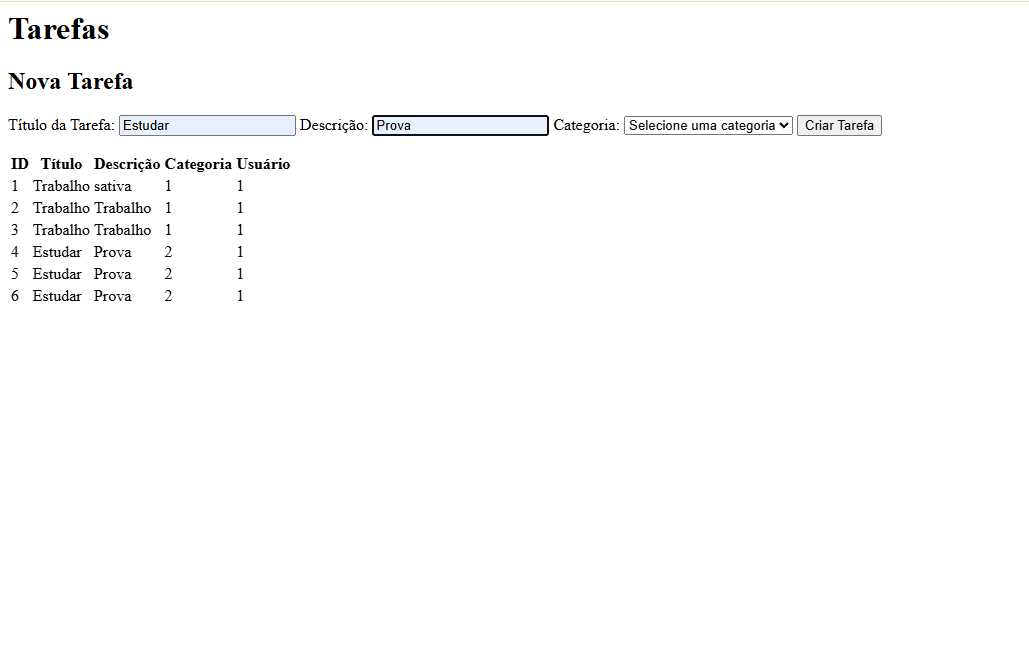 Tarefas
Nova Tarefa
Título da Tarefa: Estudar Descrição: Prova Categoria: Selecione uma categoria Criar Tarefa
ID Título Descrição Categoria Usuário
1 Trabalho sativa 1 1
2 Trabalho Trabalho 1 1
3 Trabalho Trabalho 1 1
4 Estudar Prova 2 1
5 Estudar Prova 2 1
6 Estudar Prova 2 1